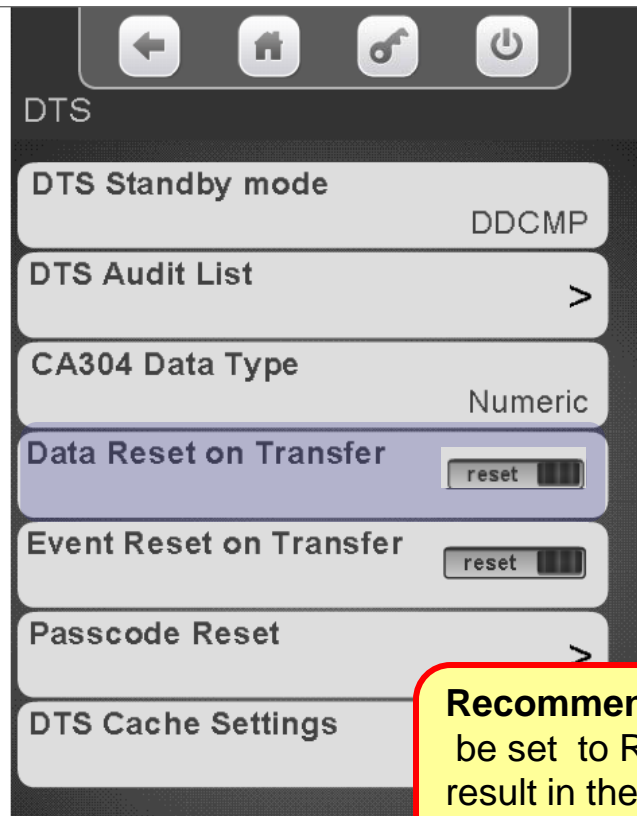 DTS
DTS Standby mode
DDCMP
DTS Audit List
>
CA304 Data Type
Numeric
Data Reset on Transfer
reset
Event Reset on Transfer
reset
Passcode Reset
>
DTS Cache Settings
be set to
result in the